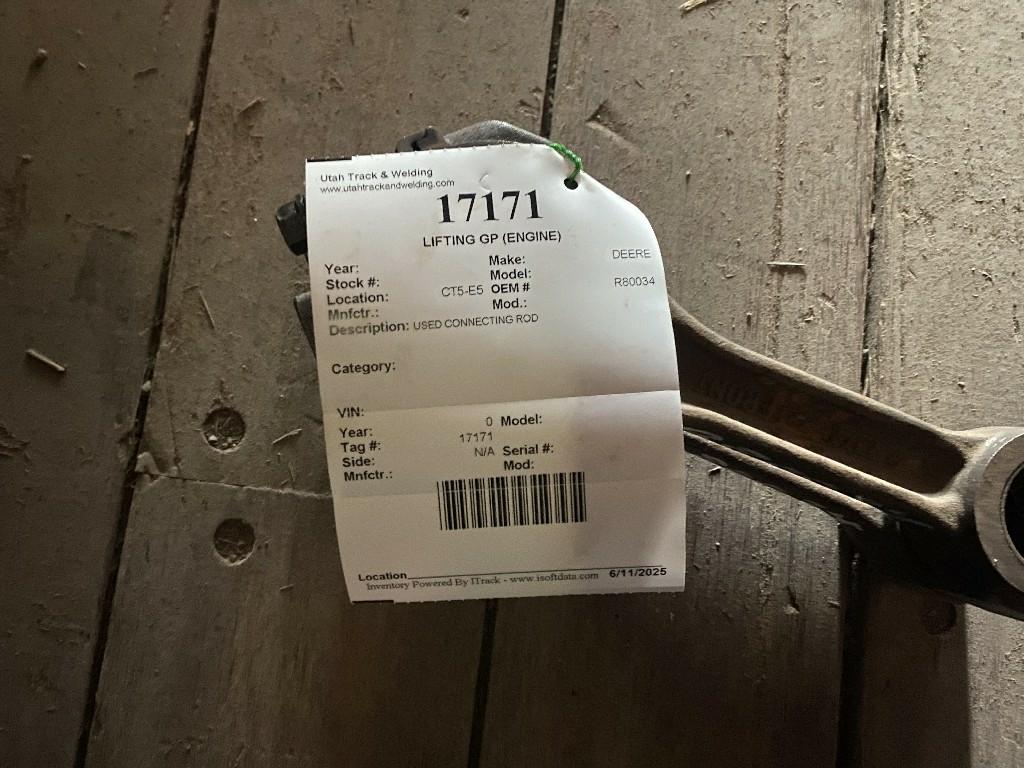 Utah Track & Welding
www.utahtrackandwelding.com
17171
LIFTING GP (ENGINE)
Year: Make: DEERE
Stock #: Model:
Location: CT5-E5 OEM # R80034
Mnfctr.: Mod.:
Description: USED CONNECTING ROD
Category:
VIN:
Year: 0 Model:
Tag #: 17171
Side: N/A Serial #:
Mnfctr.: Mod:
Location
Inventory Powered By ITrack - www.isoftdata.com 6/11/2025